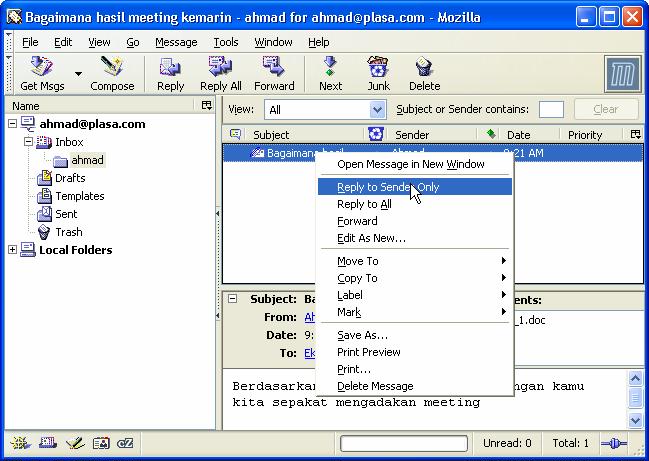 Bagaimana hasil meeting kemarin - ahmad for ahmad@plasa.com - Mozilla
File Edit View Go Message Tools Window Help
Get Msgs Compose Reply Reply All Forward Next Junk Delete
Name
ahmad@plasa.com
Inbox
ahmad
Drafts
Templates
Sent
Trash
Local Folders
View: All Subject or Sender contains: Clear
Subject Sender Date Priority
Bagaimana hasil Ahmad 9:21 AM
Open Message in New Window
Reply to Sender Only
Reply to All
Forward
Edit As New...
Move To
Copy To
Label
Mark
Save As...
Print Preview
Print...
Delete Message
Subject: Ba
From: Ah
Date: 9:
To: Ek
ents:
_1.doc
Berdasarkan ngan kamu
kita sepakat mengadakan meeting
Unread: 0 Total: 1